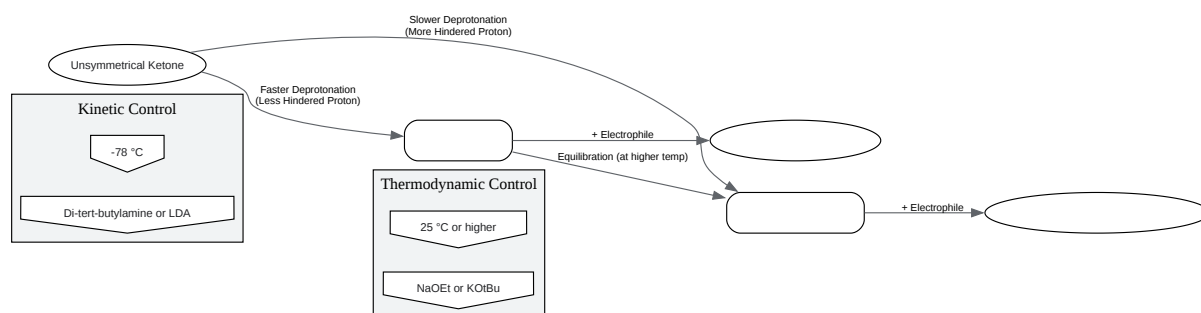 Slower Deprotonation
(More Hindered Proton)
Unsymmetrical Ketone
Faster Deprotonation
(Less Hindered Proton)
Kinetic Control
-78 °C
Di-tert-butylamine or LDA
+ Electrophile
Equilibration (at higher temp)
Thermodynamic Control
25 °C or higher
NaOEt or KOtBu
+ Electrophile